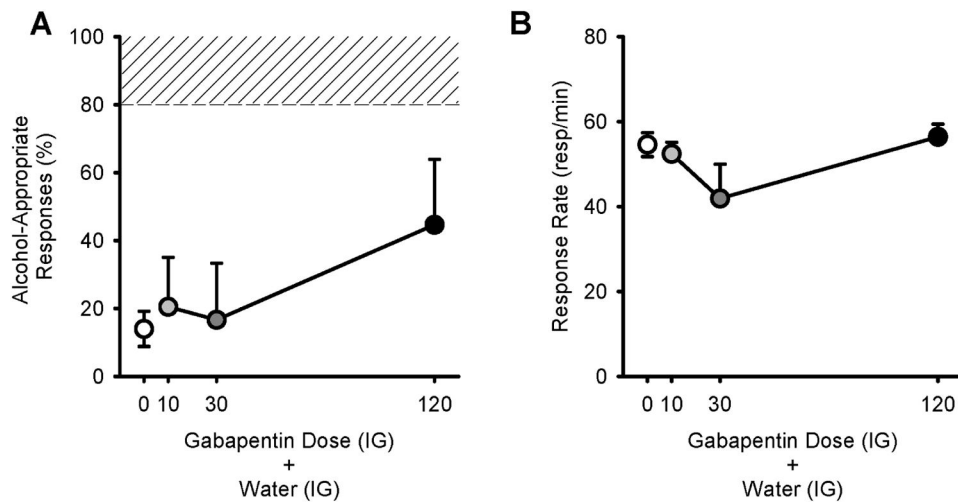 A
100
80
60
40
20
0
Alcohol-Appropriate
Responses (%)
0 10 30 120
Gabapentin Dose (IG)
+
Water (IG)
B
80
60
40
20
0
Response Rate (resp/min)
0 10 30 120
Gabapentin Dose (IG)
+
Water (IG)